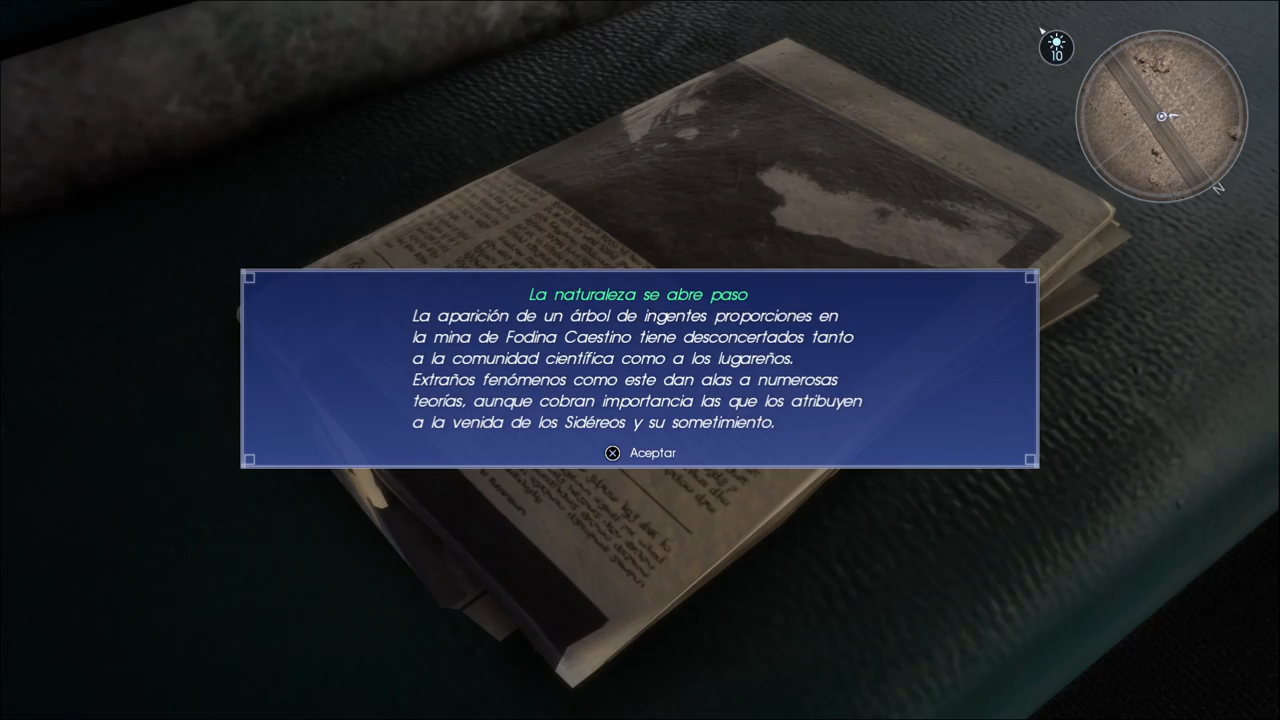 10
N
La naturaleza se abre paso
La aparición de un árbol de ingentes proporciones en
la mina de Fodina Caestino tiene desconcertados tanto
a la comunidad científica como a los lugareños.
Extraños fenómenos como este dan alas a numerosas
teorías, aunque cobran importancia las que los atribuyen
a la venida de los Sidéreos y su sometimiento.
Aceptar